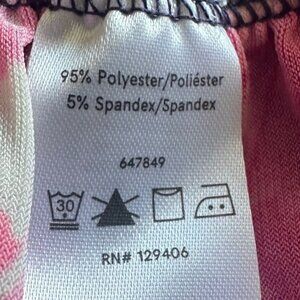 95% Polyester/Poliéster
5% Spandex/Spandex
647849
30
RN# 129406